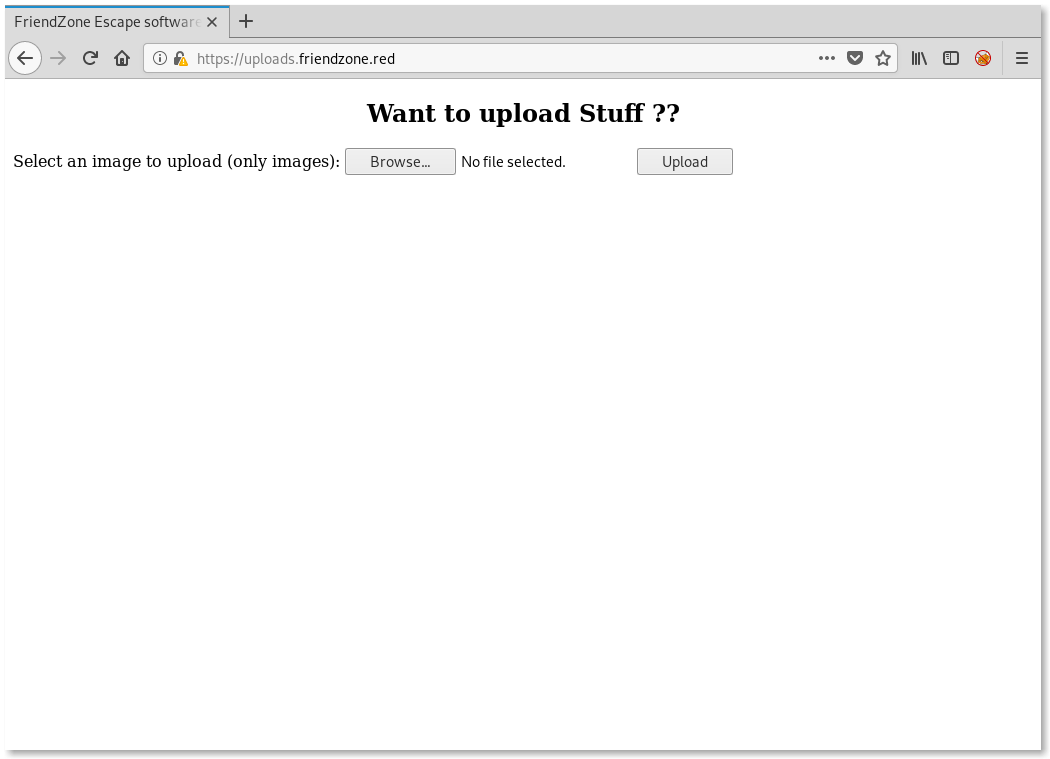 FriendZone Escape software
https://uploads.friendzone.red
Want to upload Stuff ??
Select an image to upload (only images): Browse... No file selected. Upload